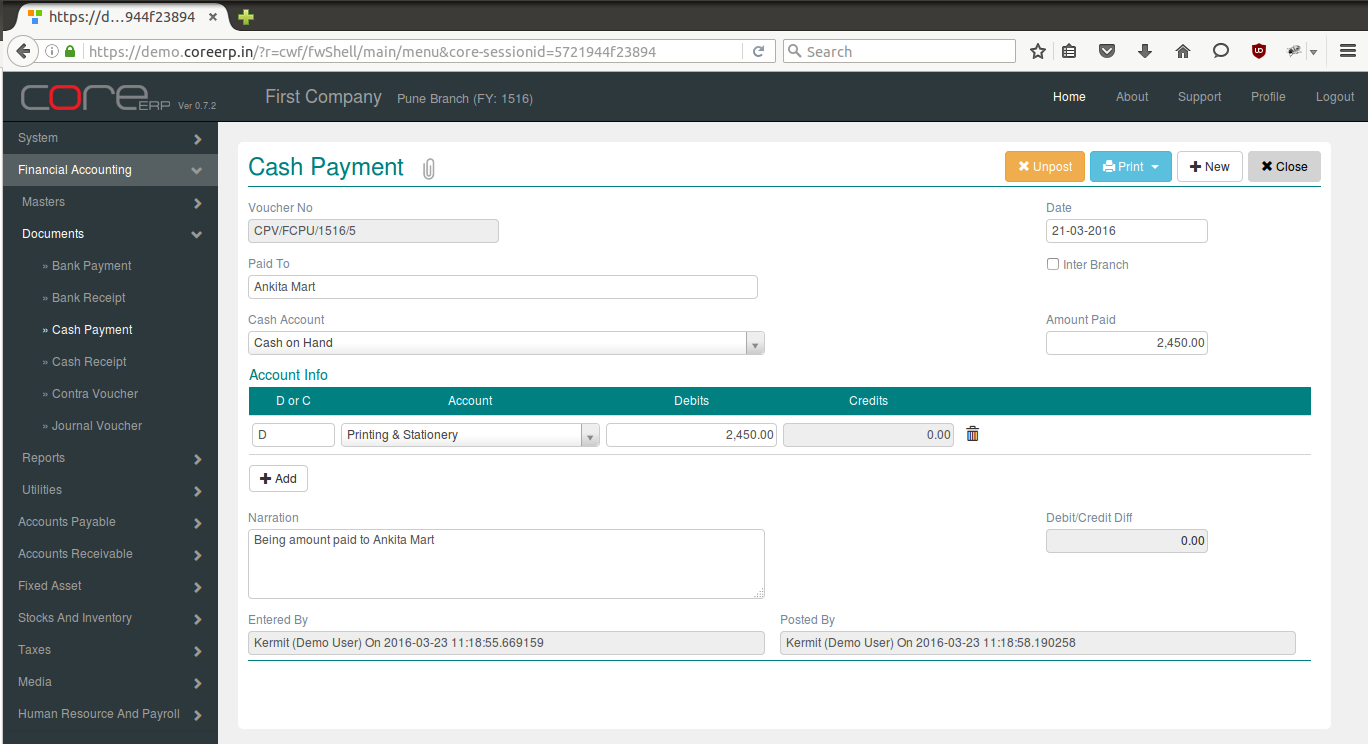 https://d...944f23894
https://demo.coreerp.in/?r=cwf/fwShell/main/menu&core-sessionid=5721944f23894
Search
core ERP Ver 0.7.2
First Company Pune Branch (FY: 1516)
Home About Support Profile Logout
System
Financial Accounting
Masters
Documents
» Bank Payment
» Bank Receipt
» Cash Payment
» Cash Receipt
» Contra Voucher
» Journal Voucher
Reports
Utilities
Accounts Payable
Accounts Receivable
Fixed Asset
Stocks And Inventory
Taxes
Media
Human Resource And Payroll
Cash Payment
Unpost Print New Close
Voucher No Date
CPV/FCPU/1516/5 21-03-2016
Paid To Inter Branch
Ankita Mart
Cash Account Amount Paid
Cash on Hand 2,450.00
Account Info
D or C Account Debits Credits
D Printing & Stationery 2,450.00 0.00
Add
Narration Debit/Credit Diff
Being amount paid to Ankita Mart 0.00
Entered By Posted By
Kermit (Demo User) On 2016-03-23 11:18:55.669159 Kermit (Demo User) On 2016-03-23 11:18:58.190258